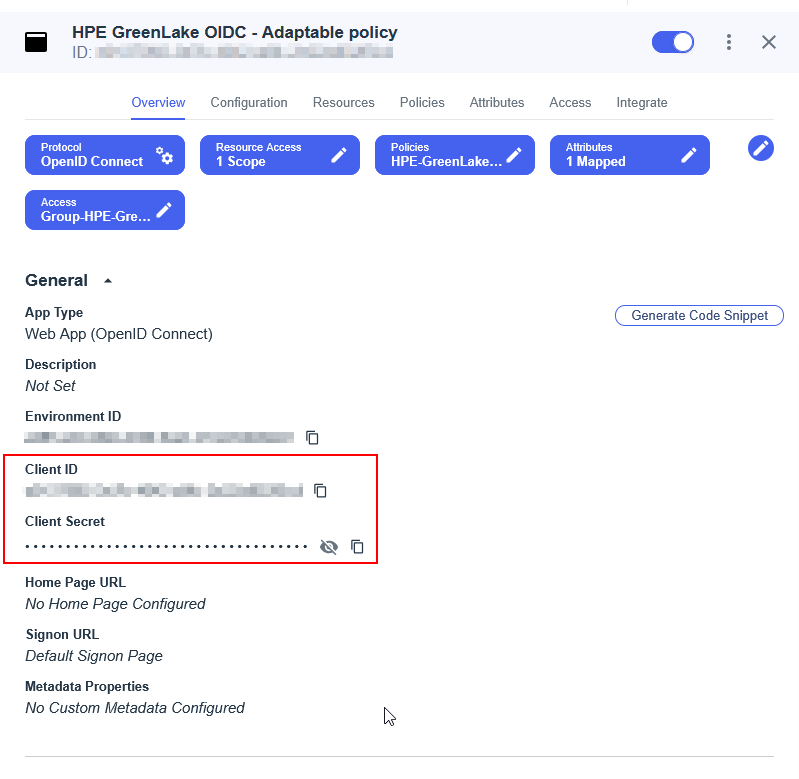 HPE GreenLake OIDC - Adaptable policy
ID:
Overview Configuration Resources Policies Attributes Access Integrate
Protocol
OpenID Connect
Resource Access
1 Scope
Policies
HPE-GreenLake...
Attributes
1 Mapped
Access
Group-HPE-Gre...
General
App Type
Web App (OpenID Connect)
Generate Code Snippet
Description
Not Set
Environment ID
Client ID
Client Secret
••••••••••••••••••••••••••••••••••••
Home Page URL
No Home Page Configured
Signon URL
Default Signon Page
Metadata Properties
No Custom Metadata Configured